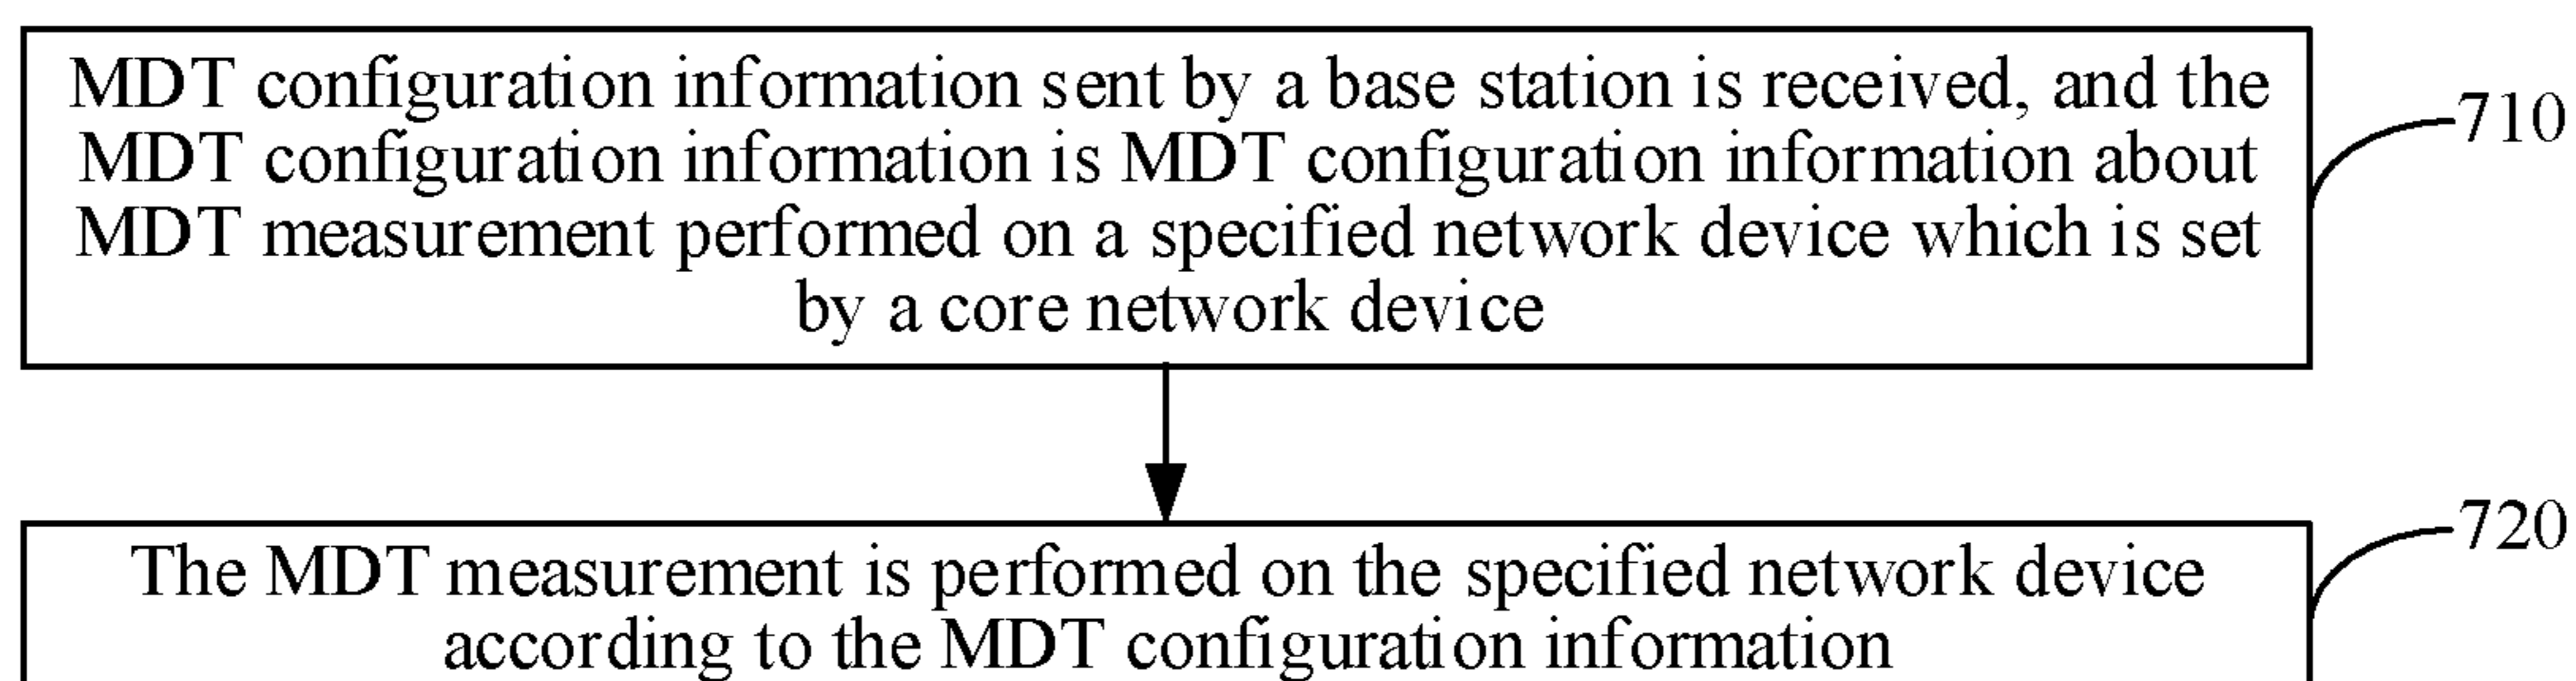 MDT configuration information sent by a base station is received, and the
MDT configuration information is MDT configuration information about
MDT measurement performed on a specified network device which is set
by a core network device
710
The MDT measurement is performed on the specified network device
according to the MDT configuration information
720